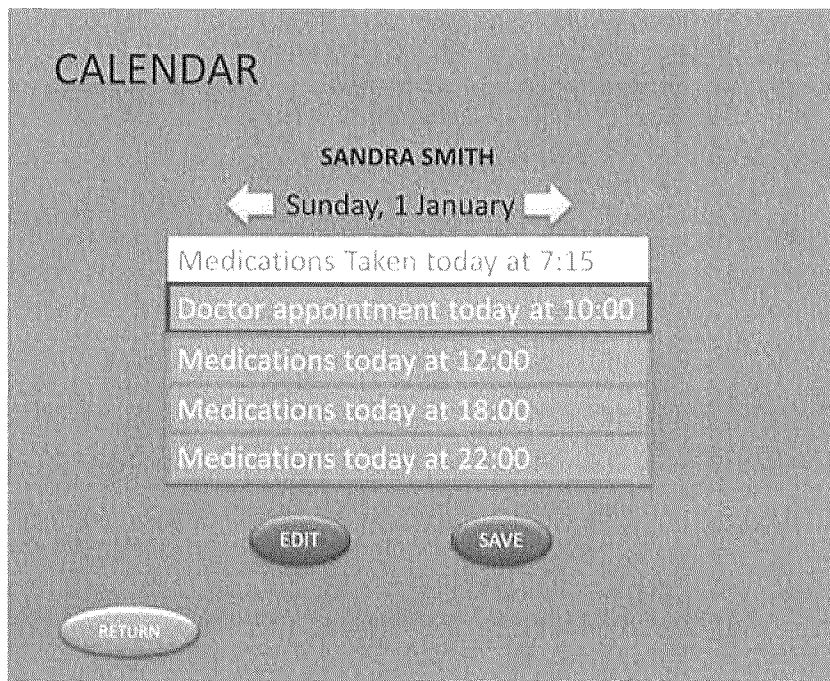 CALENDAR
SANDRA SMITH
Sunday, 1 January
Medications Taken today at 7:15
Doctor appointment today at 10:00
Medications today at 12:00
Medications today at 18:00
Medications today at 22:00
EDIT SAVE
RETURN